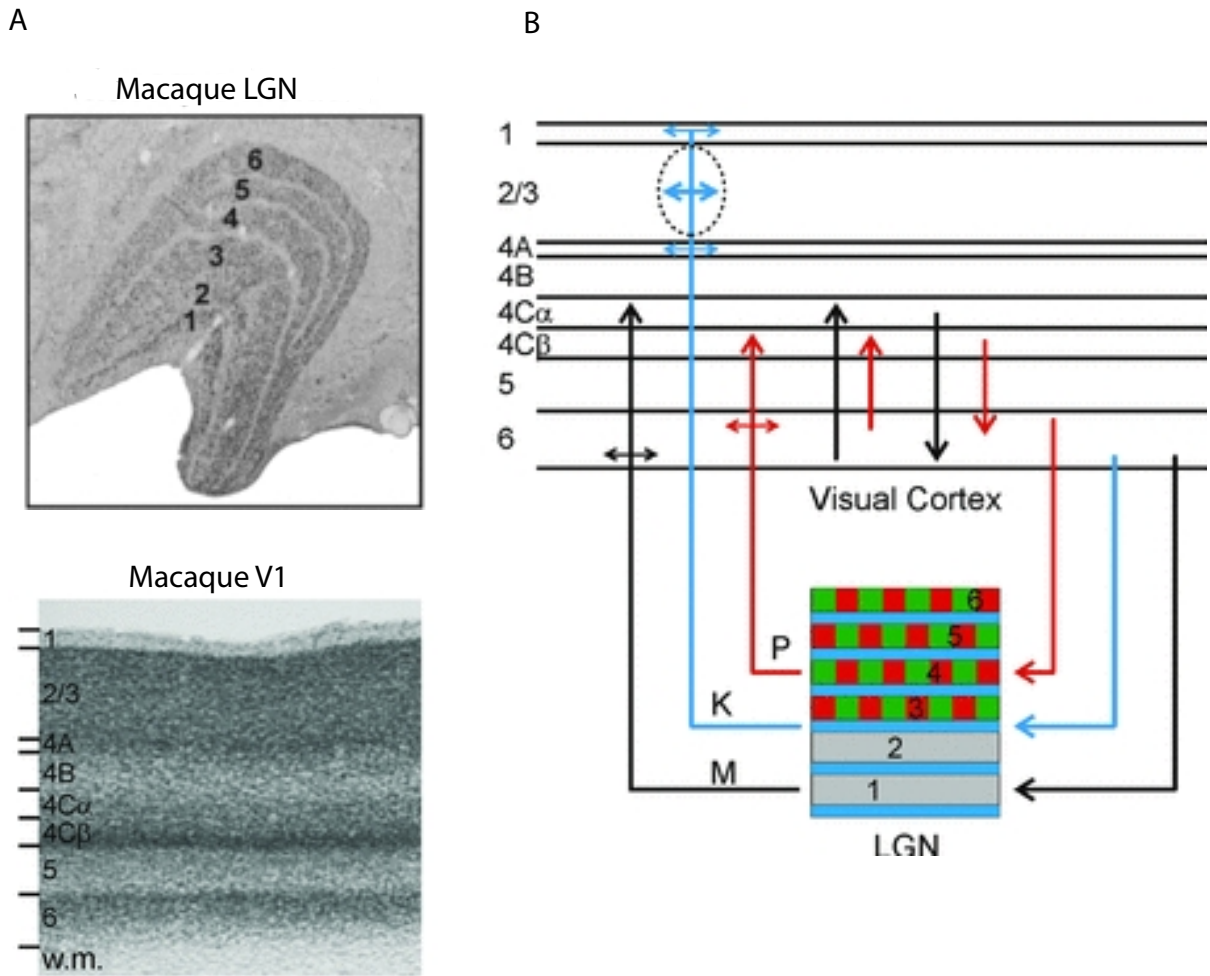 A
Macaque LGN
6
5
4
3
2
1
Macaque V1
1
2/3
4A
4B
4Cα
4Cβ
5
6
w.m.
B
1
2/3
4A
4B
4Cα
4Cβ
5
6
Visual Cortex
P
K
M
6
5
4
3
2
1
LGN